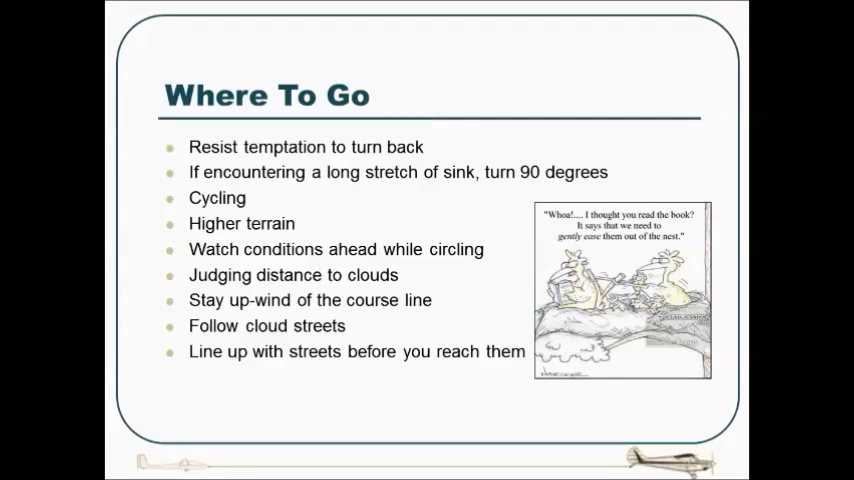 Where To Go
Resist temptation to turn back
If encountering a long stretch of sink, turn 90 degrees
Cycling
Higher terrain
Watch conditions ahead while circling
Judging distance to clouds
Stay up-wind of the course line
Follow cloud streets
Line up with streets before you reach them
"Whoa!.... I thought you read the book?
It says that we need to
gently ease them out of the nest."